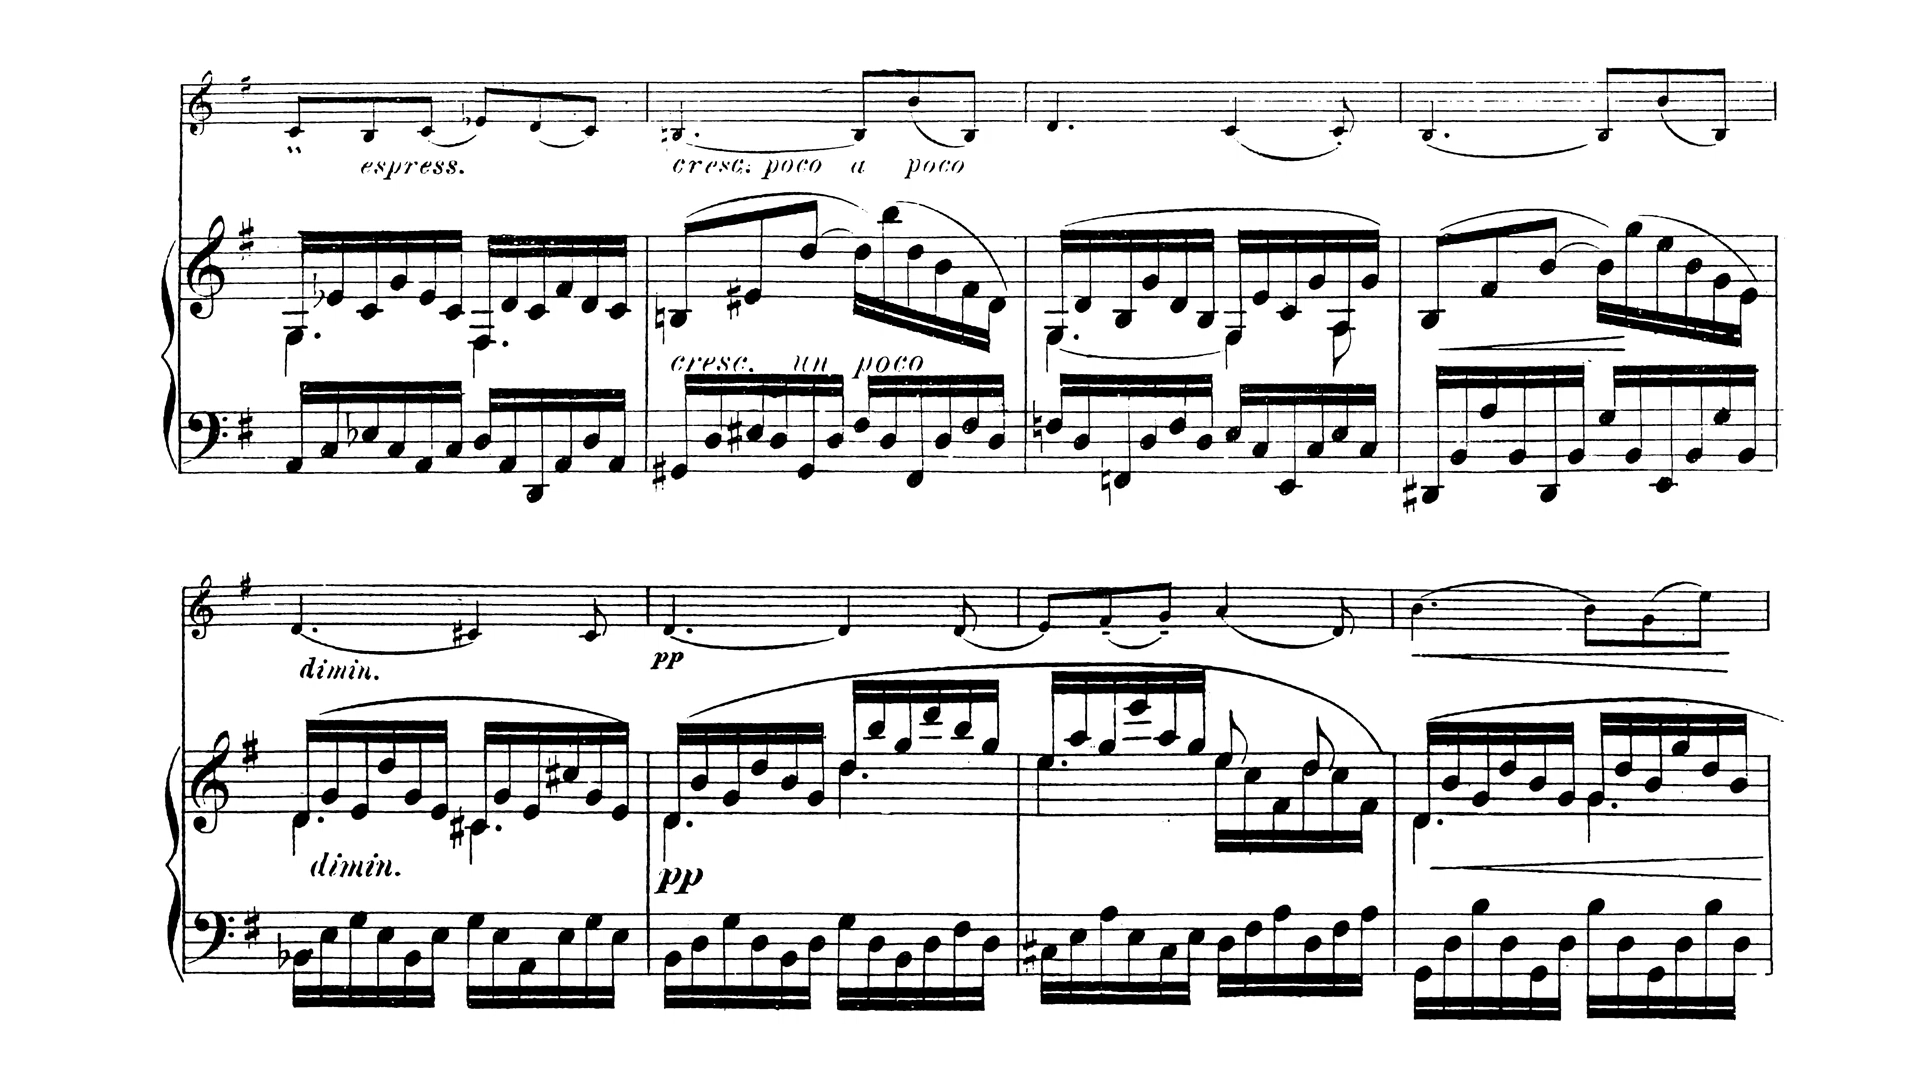 espress.
cresc. poco a poco
cresc. un poco
dimin.
pp
dimin.
pp